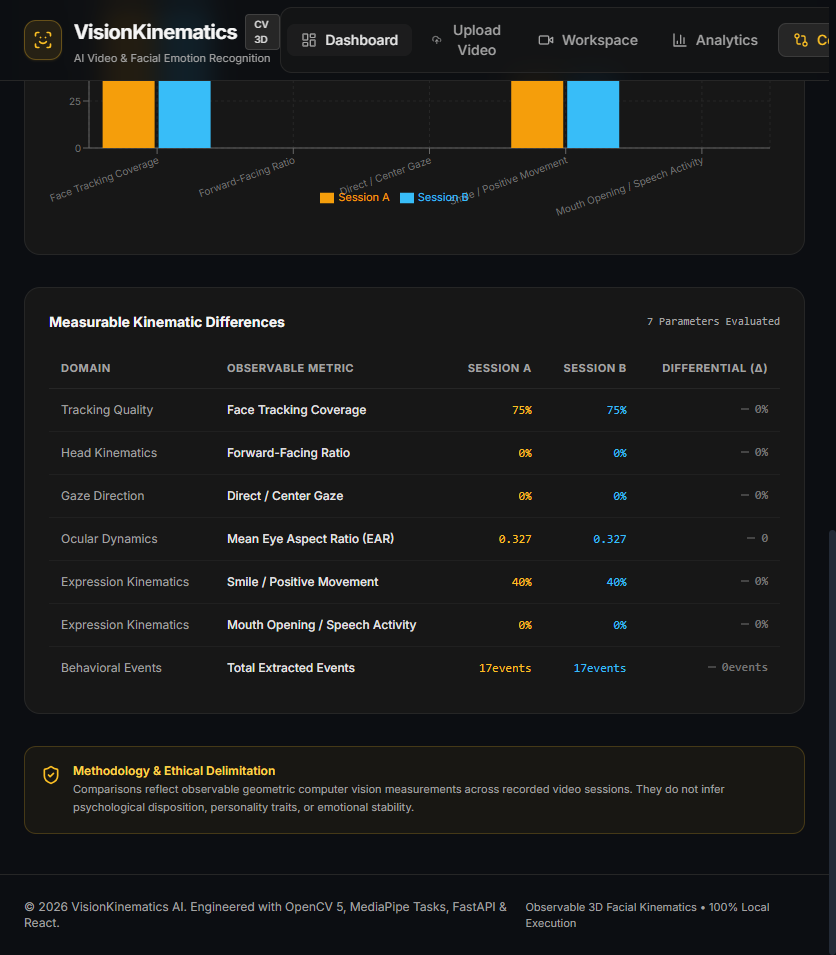 VisionKinematics
CV
3D
AI Video & Facial Emotion Recognition
Dashboard
Upload
Video
Workspace
Analytics
25
0
Face Tracking Coverage
Forward-Facing Ratio
Direct / Center Gaze
Smile / Positive Movement
Mouth Opening / Speech Activity
Session A
Session B
Measurable Kinematic Differences
7 Parameters Evaluated
DOMAIN OBSERVABLE METRIC SESSION A SESSION B DIFFERENTIAL (Δ)
Tracking Quality Face Tracking Coverage 75% 75% — 0%
Head Kinematics Forward-Facing Ratio 0% 0% — 0%
Gaze Direction Direct / Center Gaze 0% 0% — 0%
Ocular Dynamics Mean Eye Aspect Ratio (EAR) 0.327 0.327 — 0
Expression Kinematics Smile / Positive Movement 40% 40% — 0%
Expression Kinematics Mouth Opening / Speech Activity 0% 0% — 0%
Behavioral Events Total Extracted Events 17events 17events — 0events
Methodology & Ethical Delimitation
Comparisons reflect observable geometric computer vision measurements across recorded video sessions. They do not infer
psychological disposition, personality traits, or emotional stability.
© 2026 VisionKinematics AI. Engineered with OpenCV 5, MediaPipe Tasks, FastAPI &
React.
Observable 3D Facial Kinematics • 100% Local
Execution